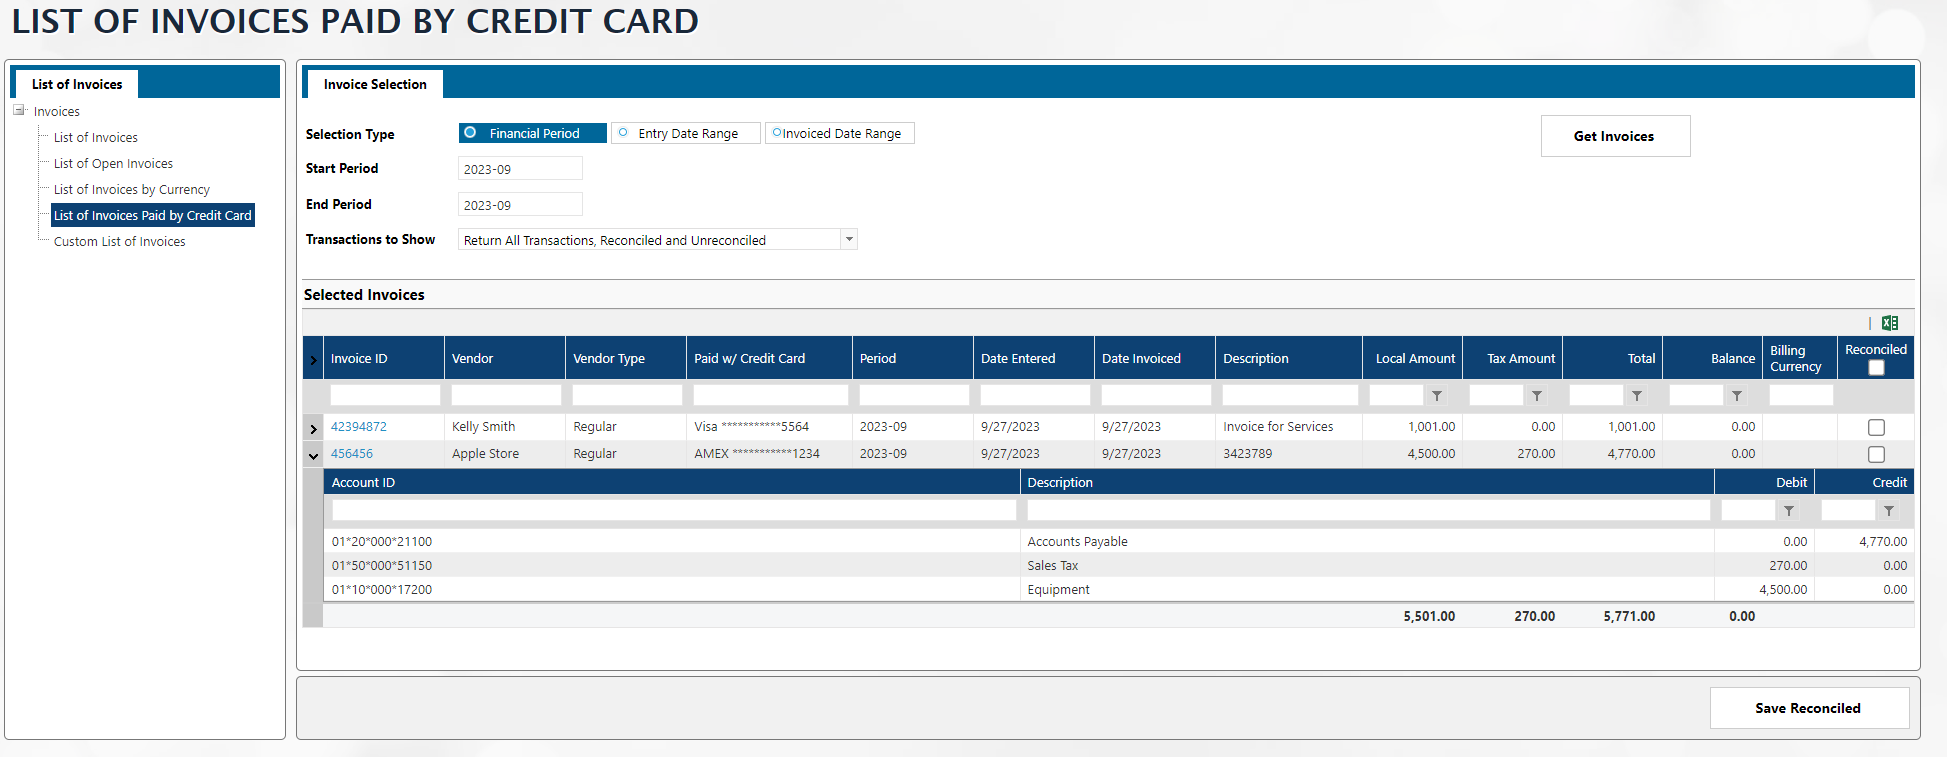 LIST OF INVOICES PAID BY CREDIT CARD
List of Invoices
Invoices
List of Invoices
List of Open Invoices
List of Invoices by Currency
List of Invoices Paid by Credit Card
Custom List of Invoices
Invoice Selection
Selection Type Financial Period Entry Date Range Invoiced Date Range Get Invoices
Start Period 2023-09
End Period 2023-09
Transactions to Show Return All Transactions, Reconciled and Unreconciled
Selected Invoices
Invoice ID Vendor Vendor Type Paid w/ Credit Card Period Date Entered Date Invoiced Description Local Amount Tax Amount Total Balance Billing Currency Reconciled
42394872 Kelly Smith Regular Visa ***********5564 2023-09 9/27/2023 9/27/2023 Invoice for Services 1,001.00 0.00 1,001.00 0.00
456456 Apple Store Regular AMEX ***********1234 2023-09 9/27/2023 9/27/2023 3423789 4,500.00 270.00 4,770.00 0.00
Account ID Description Debit Credit
01*20*000*21100 Accounts Payable 0.00 4,770.00
01*50*000*51150 Sales Tax 270.00 0.00
01*10*000*17200 Equipment 4,500.00 0.00
5,501.00 270.00 5,771.00 0.00
Save Reconciled